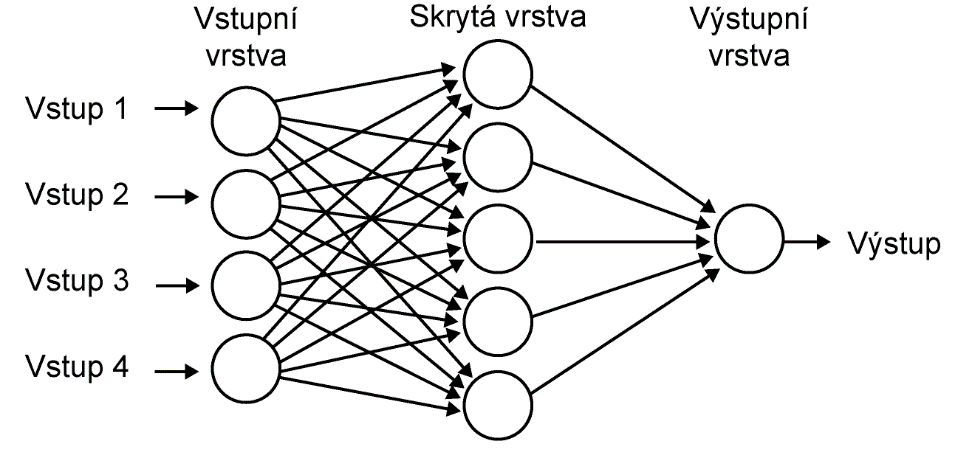 Vstupní
vrstva
Skrytá vrstva
Výstupní
vrstva
Vstup 1
Vstup 2
Vstup 3
Vstup 4
Výstup